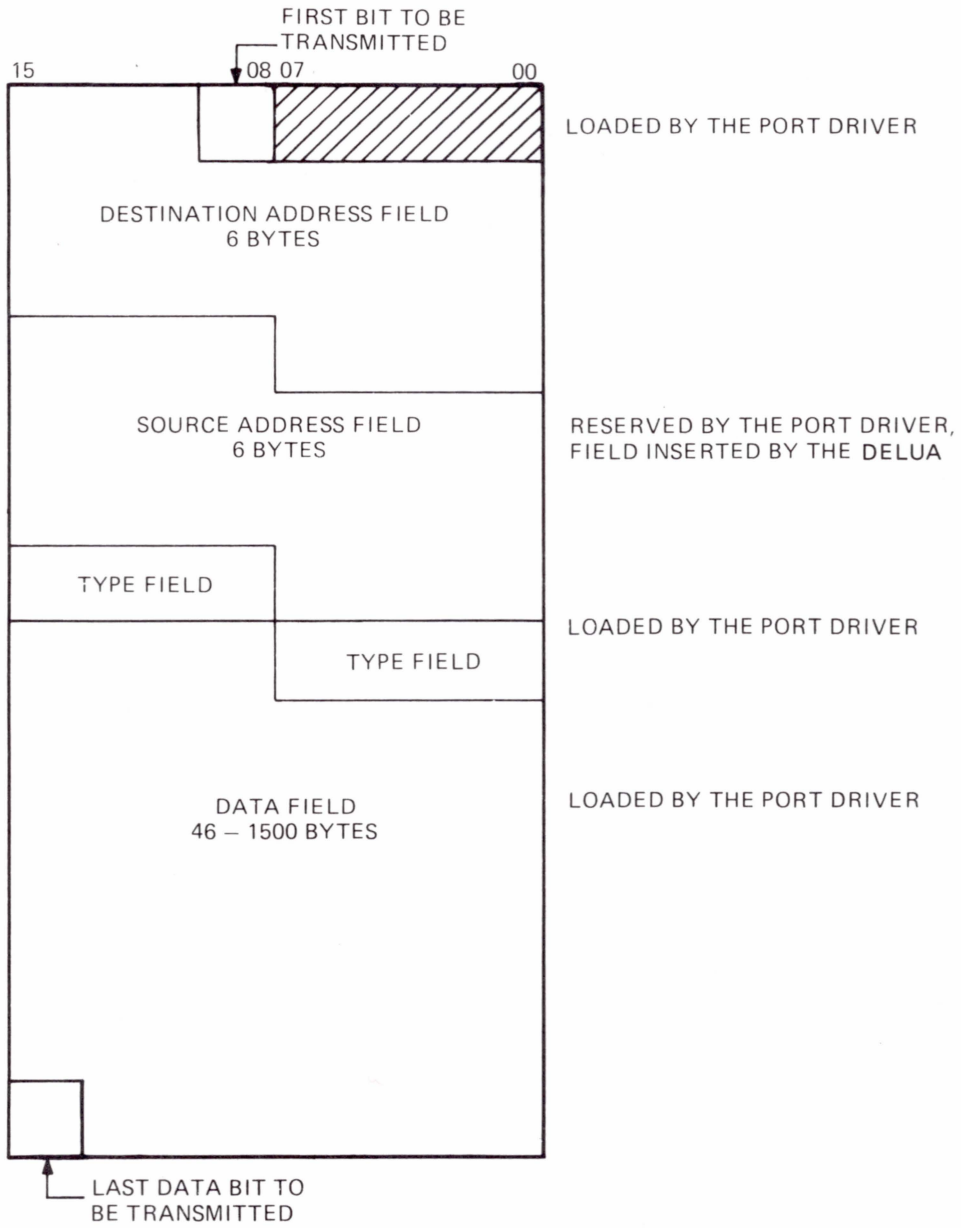 FIRST BIT TO BE
TRANSMITTED
15 08 07 00
LOADED BY THE PORT DRIVER
DESTINATION ADDRESS FIELD
6 BYTES
SOURCE ADDRESS FIELD
6 BYTES
RESERVED BY THE PORT DRIVER,
FIELD INSERTED BY THE DELUA
TYPE FIELD
LOADED BY THE PORT DRIVER
TYPE FIELD
DATA FIELD
46 – 1500 BYTES
LOADED BY THE PORT DRIVER
LAST DATA BIT TO
BE TRANSMITTED